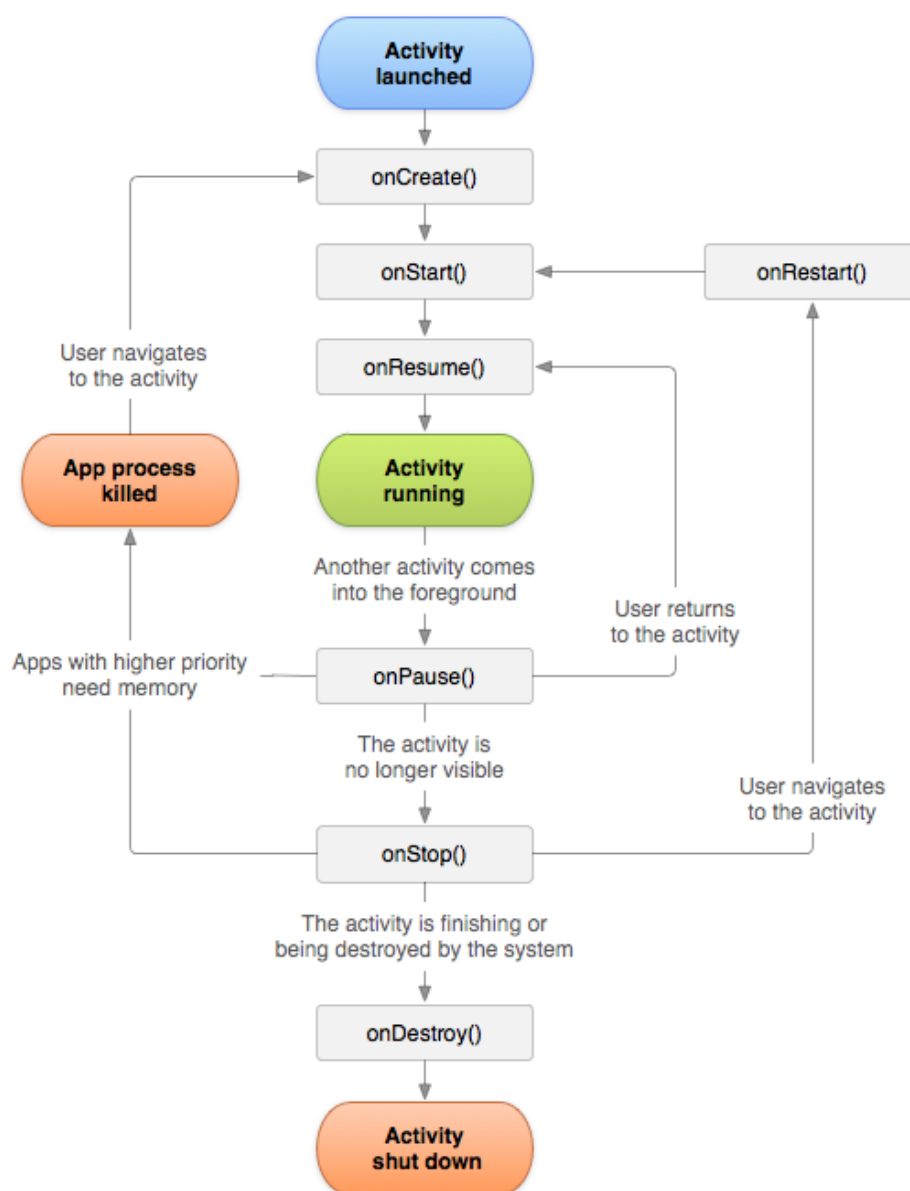 Activity
launched
onCreate()
onStart()
onRestart()
onResume()
User navigates
to the activity
App process
killed
Activity
running
Another activity comes
into the foreground
User returns
to the activity
Apps with higher priority
need memory
onPause()
The activity is
no longer visible
User navigates
to the activity
onStop()
The activity is finishing or
being destroyed by the system
onDestroy()
Activity
shut down